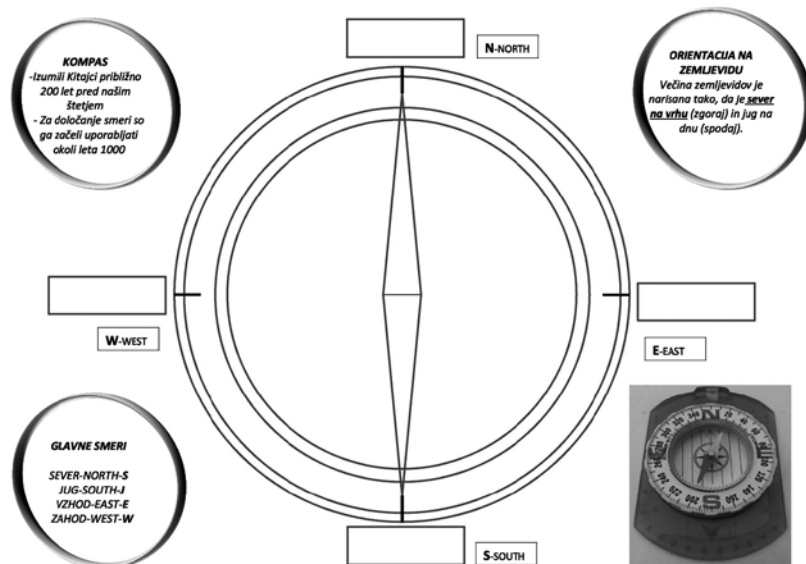 N-NORTH
KOMPAS
-Izumili Kitajci približno
200 let pred našim
štetjem
- Za določanje smeri so
ga začeli uporabljati
okoli leta 1000
ORIENTACIJA NA
ZEMLJEVIDU
Večina zemljevidov je
narisana tako, da je sever
na vrhu (zgoraj) in jug na
dnu (spodaj).
W-WEST
E-EAST
GLAVNE SMERI
SEVER-NORTH-S
JUG-SOUTH-J
VZHOD-EAST-E
ZAHOD-WEST-W
S-SOUTH
N
E
S